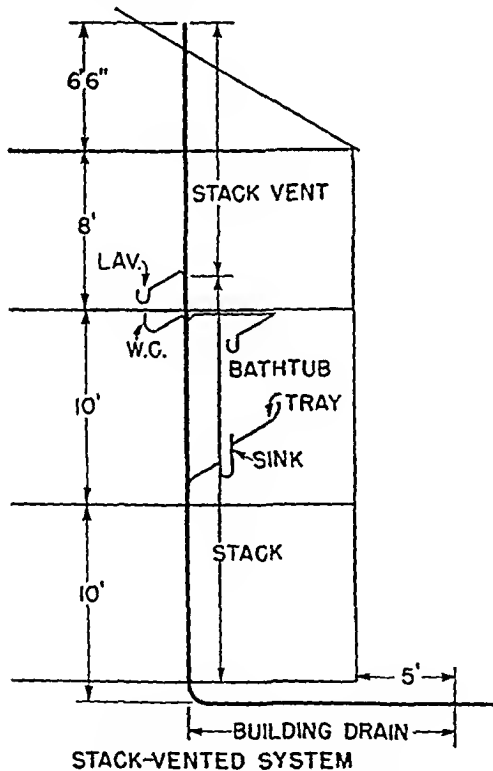 6'6"
STACK VENT
8'
LAV.
W.C.
BATHTUB
10'
TRAY
SINK
STACK
10'
5'
BUILDING DRAIN
STACK-VENTED SYSTEM